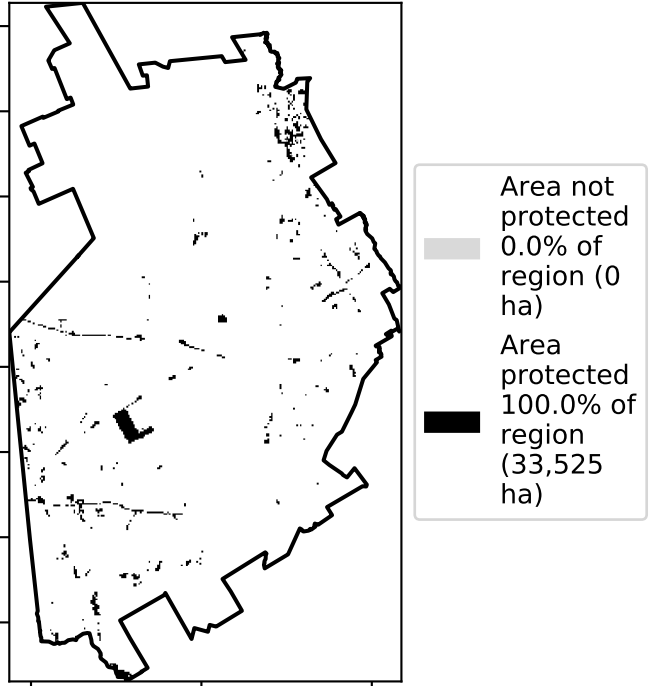 Area not
protected
0.0% of
region (0
ha)
Area
protected
100.0% of
region
(33,525
ha)